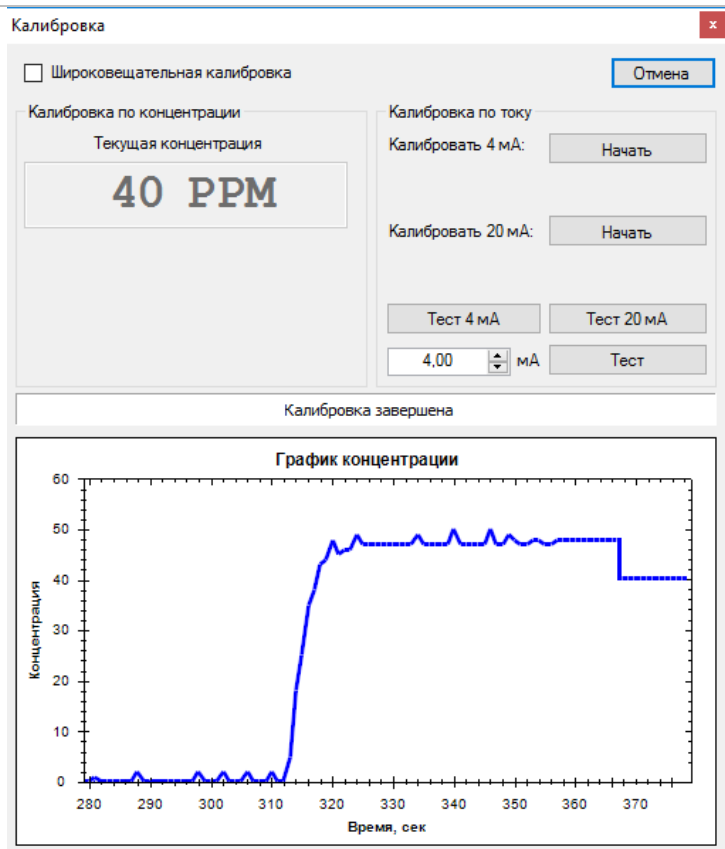 Калибровка
x
Широковещательная калибровка
Отмена
Калибровка по концентрации
Текущая концентрация
40 PPM
Калибровка по току
Калибровать 4 мА:
Начать
Калибровать 20 мА:
Начать
Тест 4 мА
Тест 20 мА
4,00
мА
Тест
Калибровка завершена
График концентрации
Концентрация
60
50
40
30
20
10
0
280 290 300 310 320 330 340 350 360 370
Время, сек